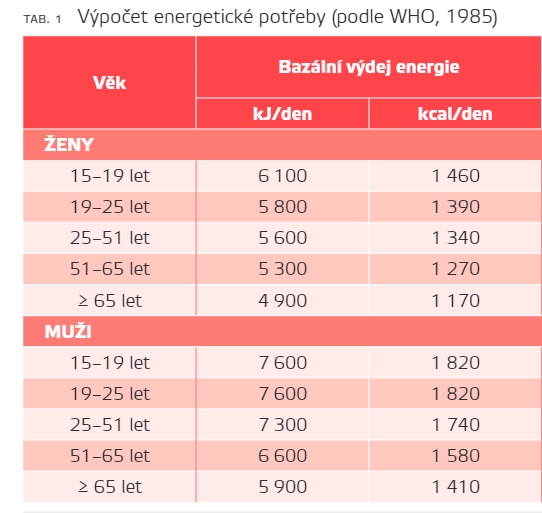 TAB. 1 Výpočet energetické potřeby (podle WHO, 1985)
Věk Bazální výdej energie
kJ/den kcal/den
ŽENY
15–19 let 6 100 1 460
19–25 let 5 800 1 390
25–51 let 5 600 1 340
51–65 let 5 300 1 270
≥ 65 let 4 900 1 170
MUŽI
15–19 let 7 600 1 820
19–25 let 7 600 1 820
25–51 let 7 300 1 740
51–65 let 6 600 1 580
≥ 65 let 5 900 1 410